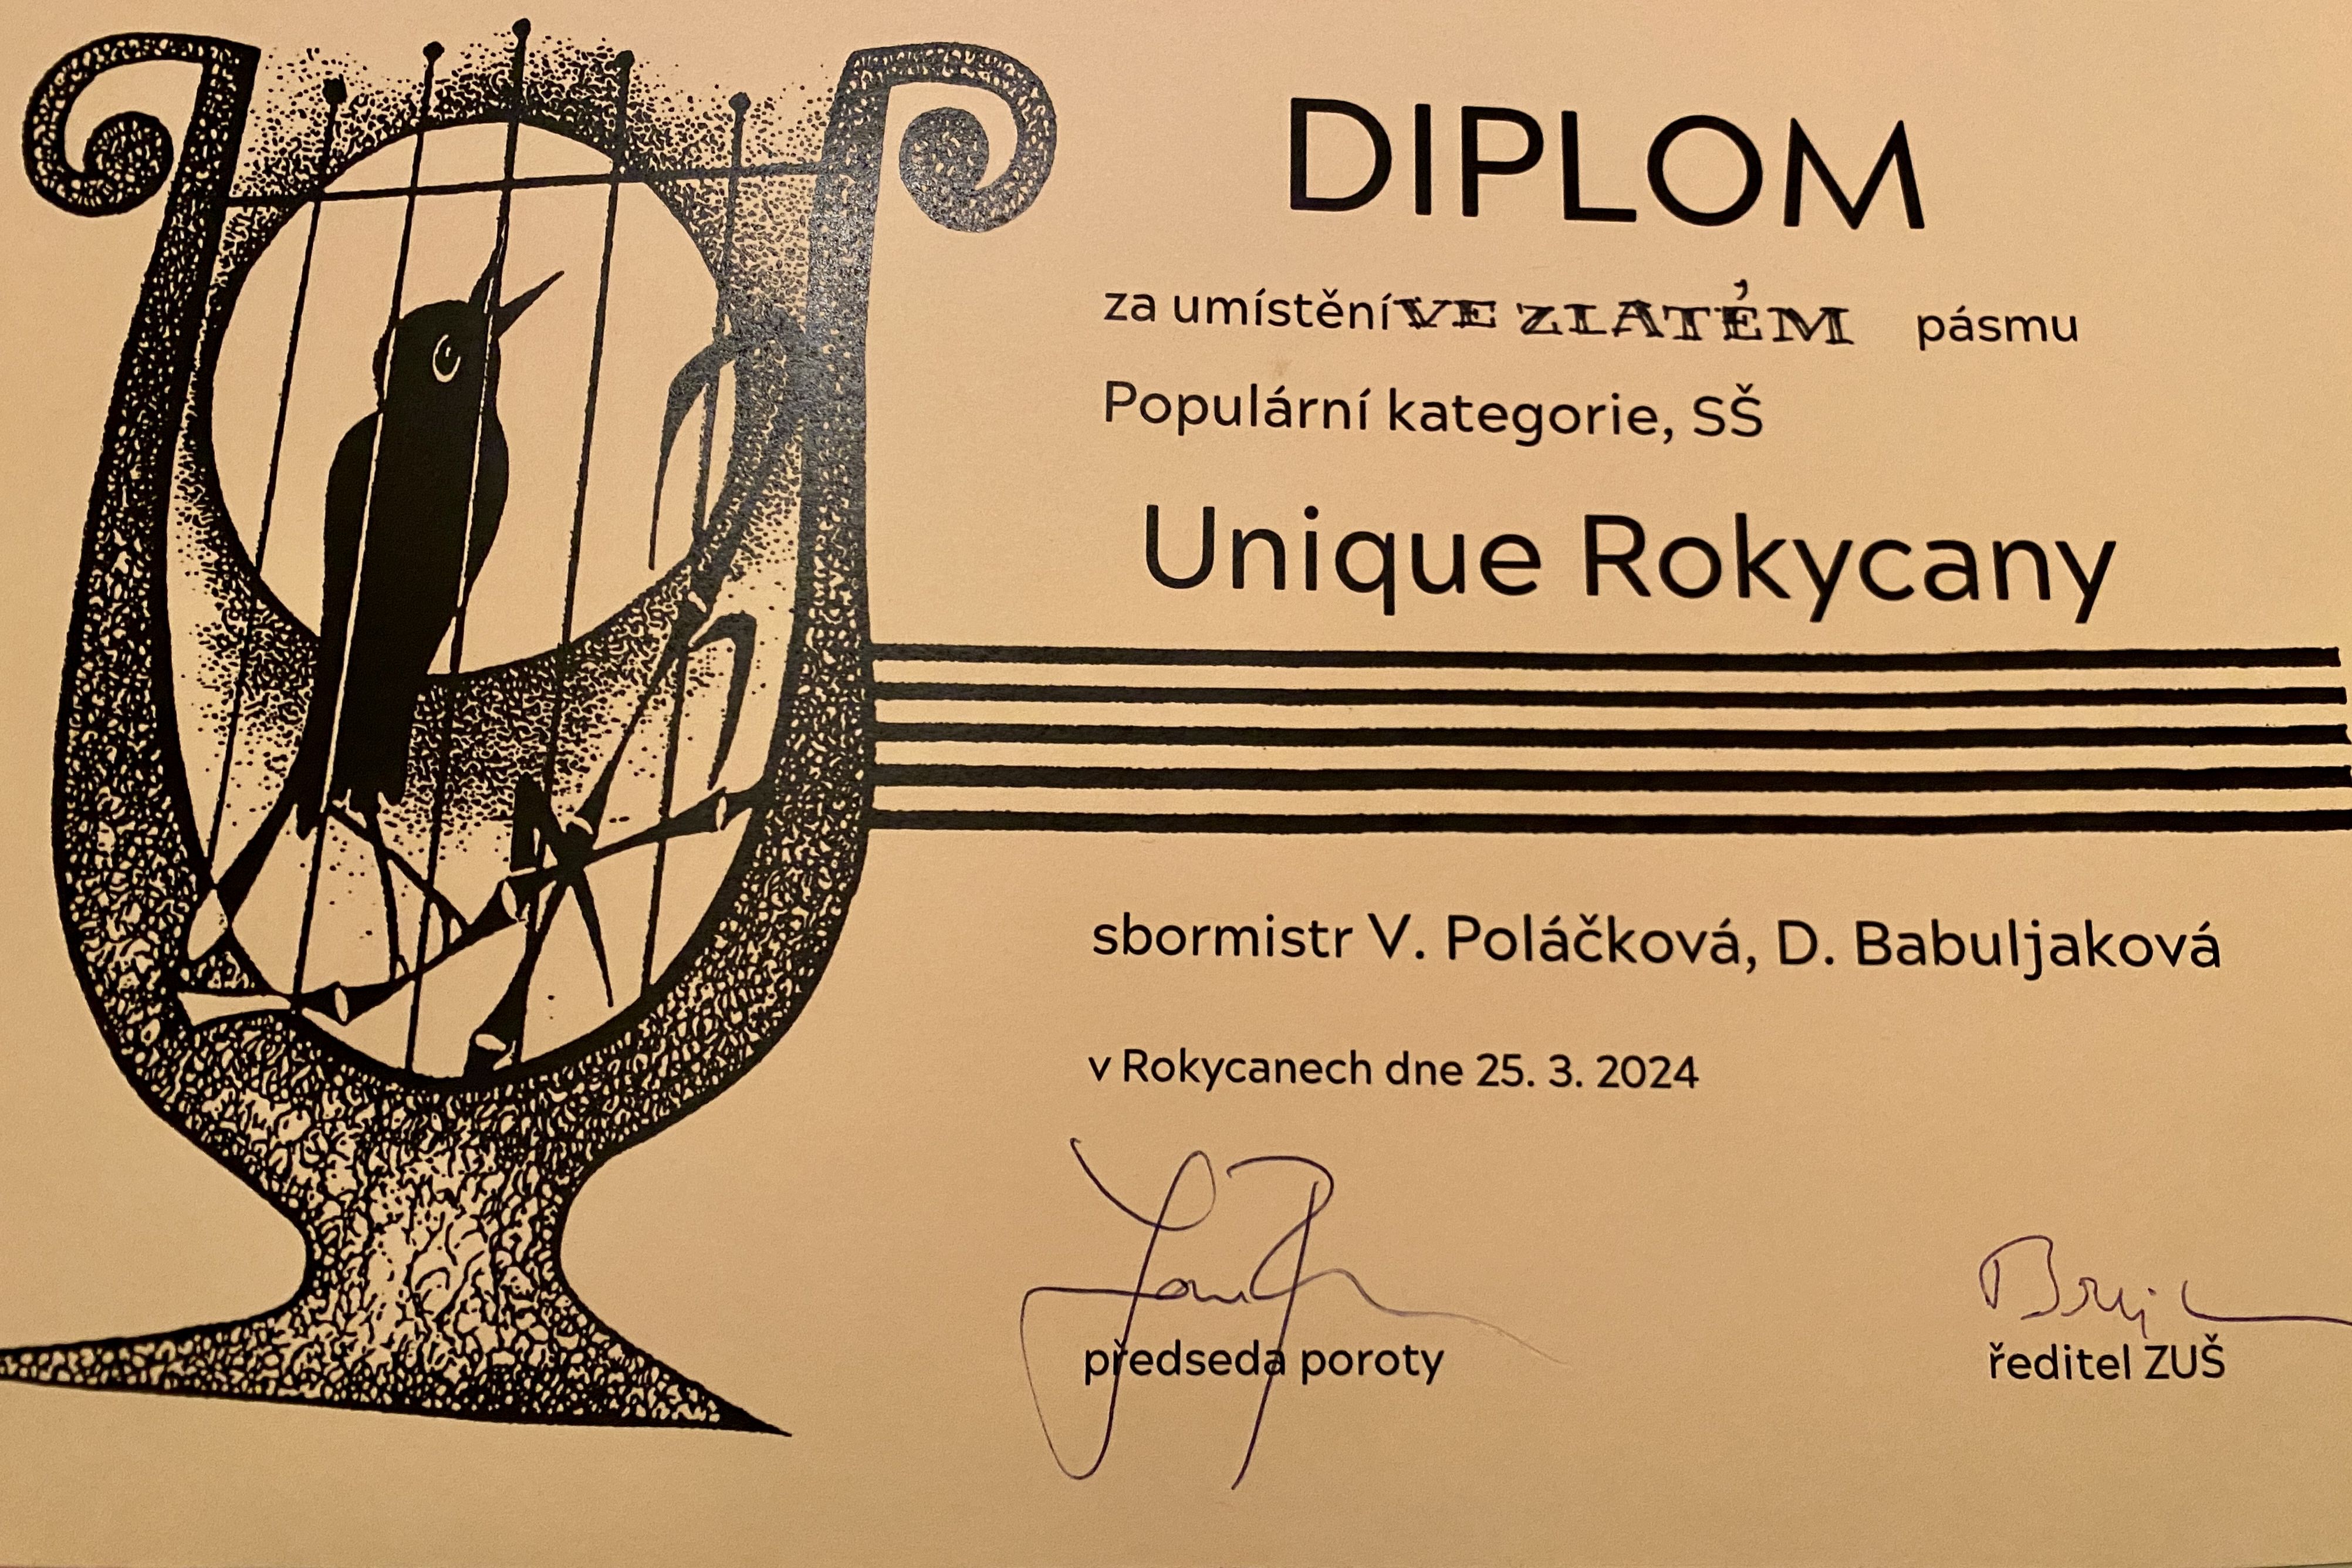 DIPLOM
za umístění VE ZLATÉM pásmu
Populární kategorie, SŠ
Unique Rokycany
sbormistr V. Poláčková, D. Babuljaková
v Rokycanech dne 25. 3. 2024
předseda poroty
ředitel ZUŠ